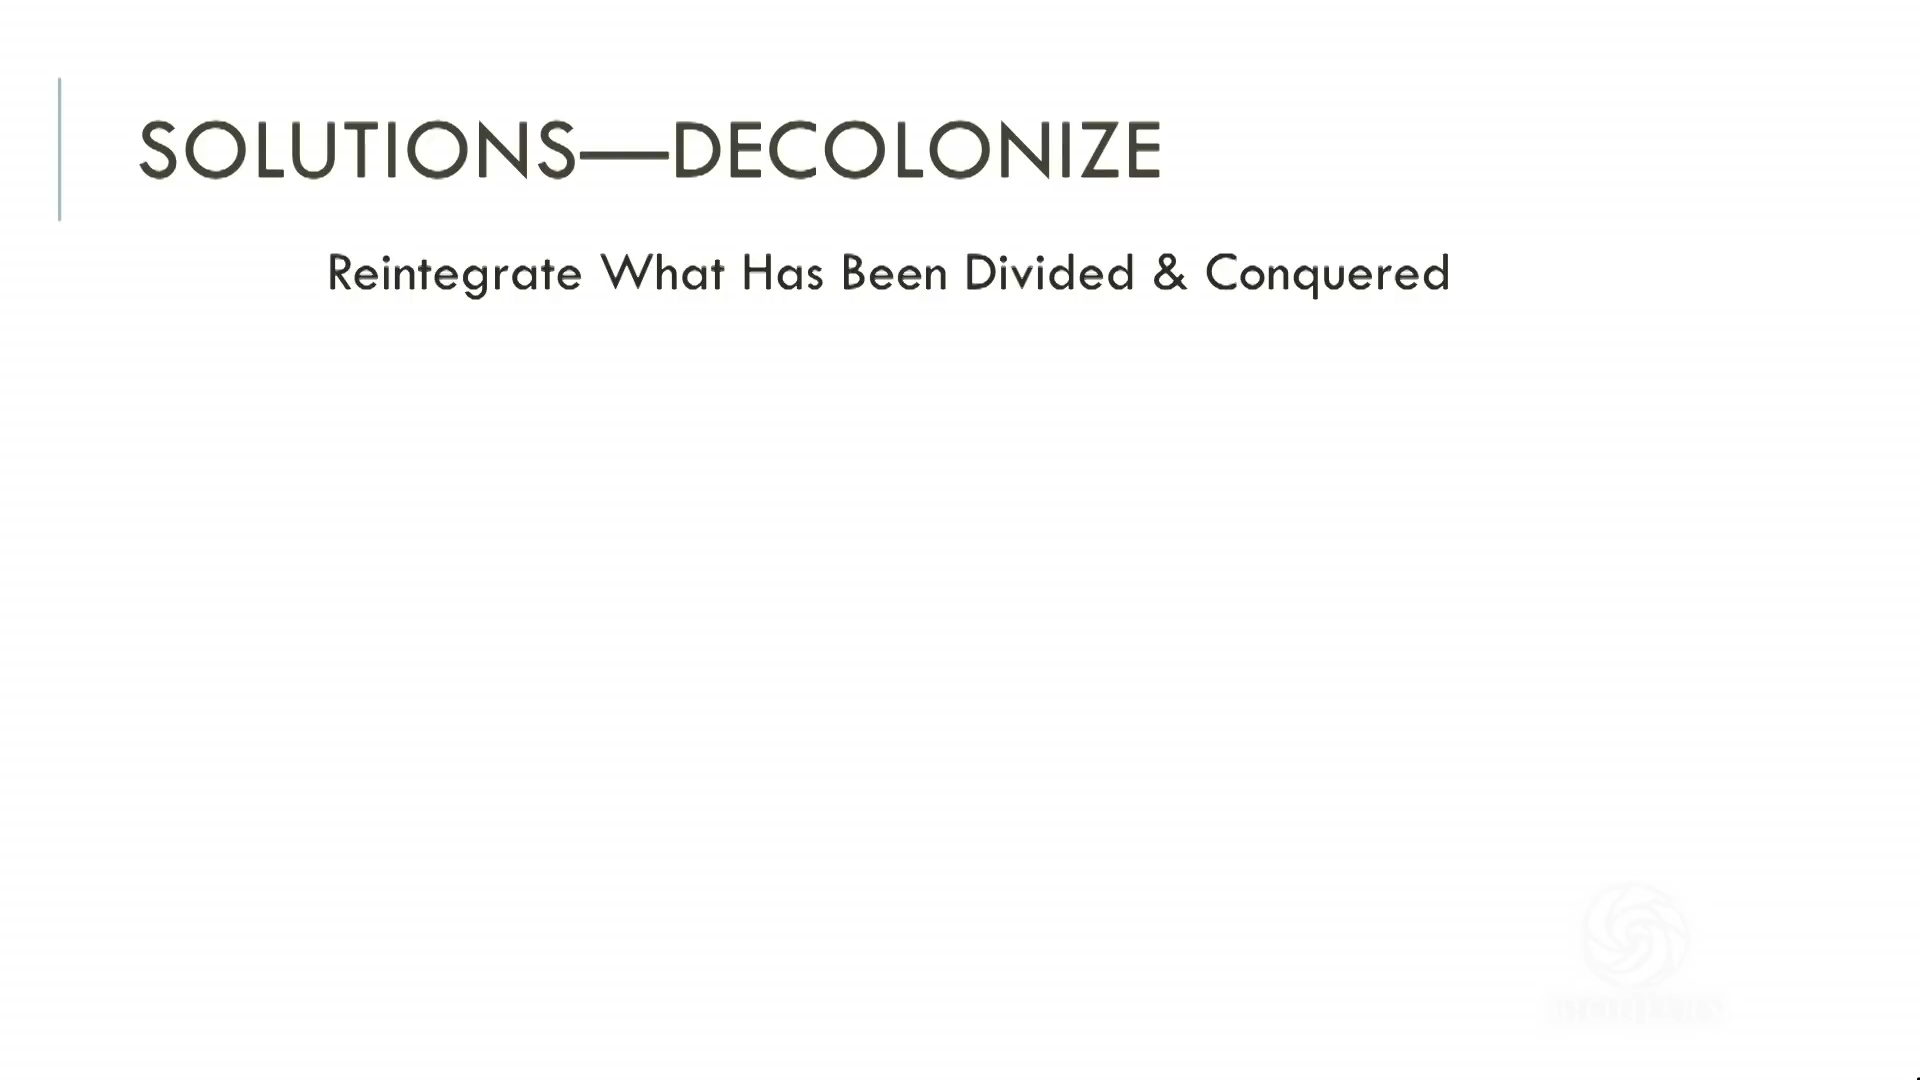 SOLUTIONS—DECOLONIZE
Reintegrate What Has Been Divided & Conquered